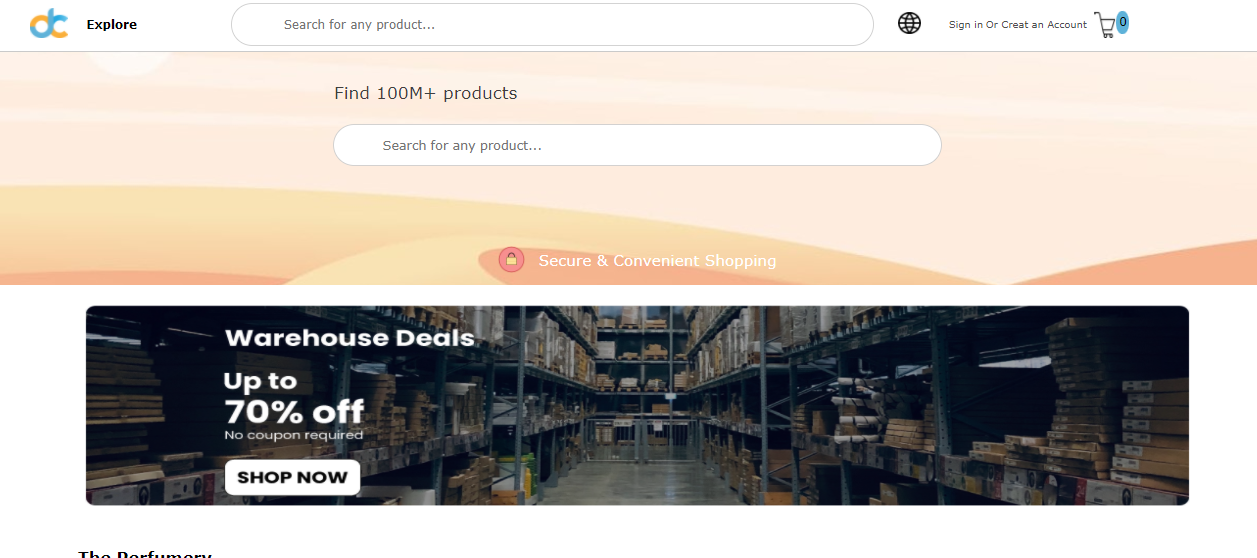 dc
Explore
Search for any product...
Sign in Or Creat an Account
0
Find 100M+ products
Search for any product...
Secure & Convenient Shopping
Warehouse Deals
Up to
70% off
No coupon required
SHOP NOW
The Perfumery